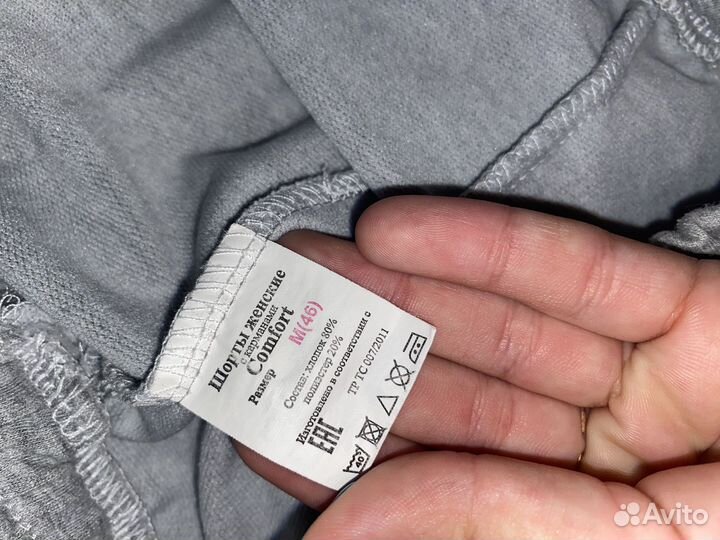 Шорты женские
с карманами
Comfort
Размер M(46)
Состав: хлопок 80%
полиэстер 20%
Изготовлено в соответствии с
ТР ТС 007/2011
EAC
40
Avito